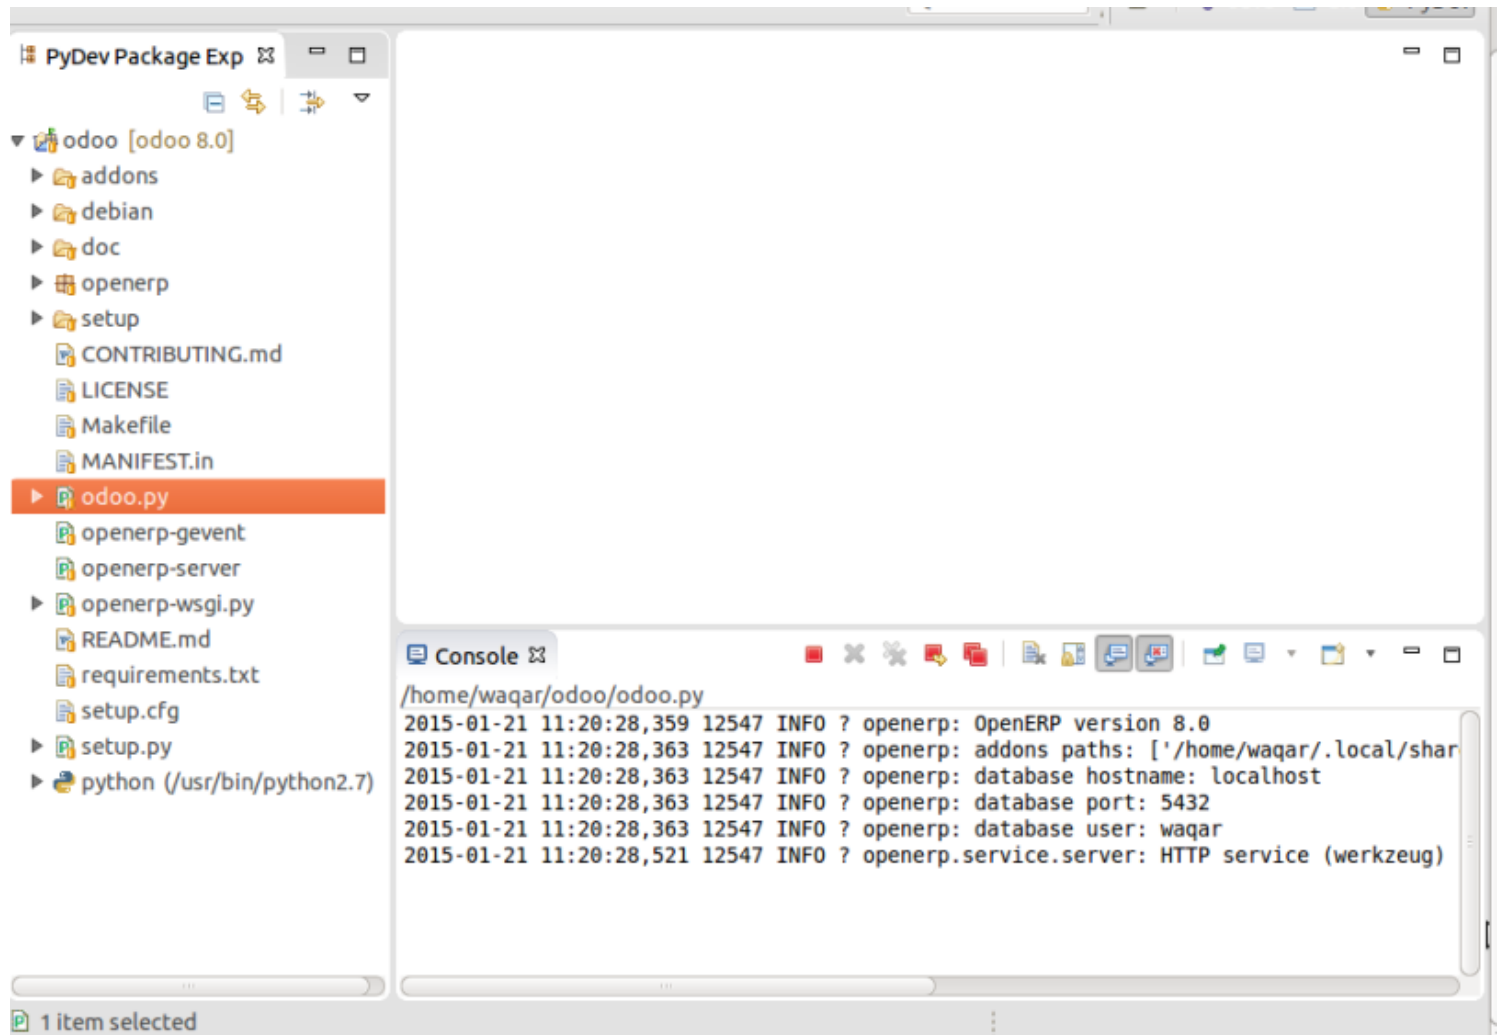 PyDev Package Exp
odoo [odoo 8.0]
addons
debian
doc
openerp
setup
CONTRIBUTING.md
LICENSE
Makefile
MANIFEST.in
odoo.py
openerp-gevent
openerp-server
openerp-wsgi.py
README.md
requirements.txt
setup.cfg
setup.py
python (/usr/bin/python2.7)
Console
/home/waqar/odoo/odoo.py
2015-01-21 11:20:28,359 12547 INFO ? openerp: OpenERP version 8.0
2015-01-21 11:20:28,363 12547 INFO ? openerp: addons paths: ['/home/waqar/.local/shar
2015-01-21 11:20:28,363 12547 INFO ? openerp: database hostname: localhost
2015-01-21 11:20:28,363 12547 INFO ? openerp: database port: 5432
2015-01-21 11:20:28,363 12547 INFO ? openerp: database user: waqar
2015-01-21 11:20:28,521 12547 INFO ? openerp.service.server: HTTP service (werkzeug)
1 item selected